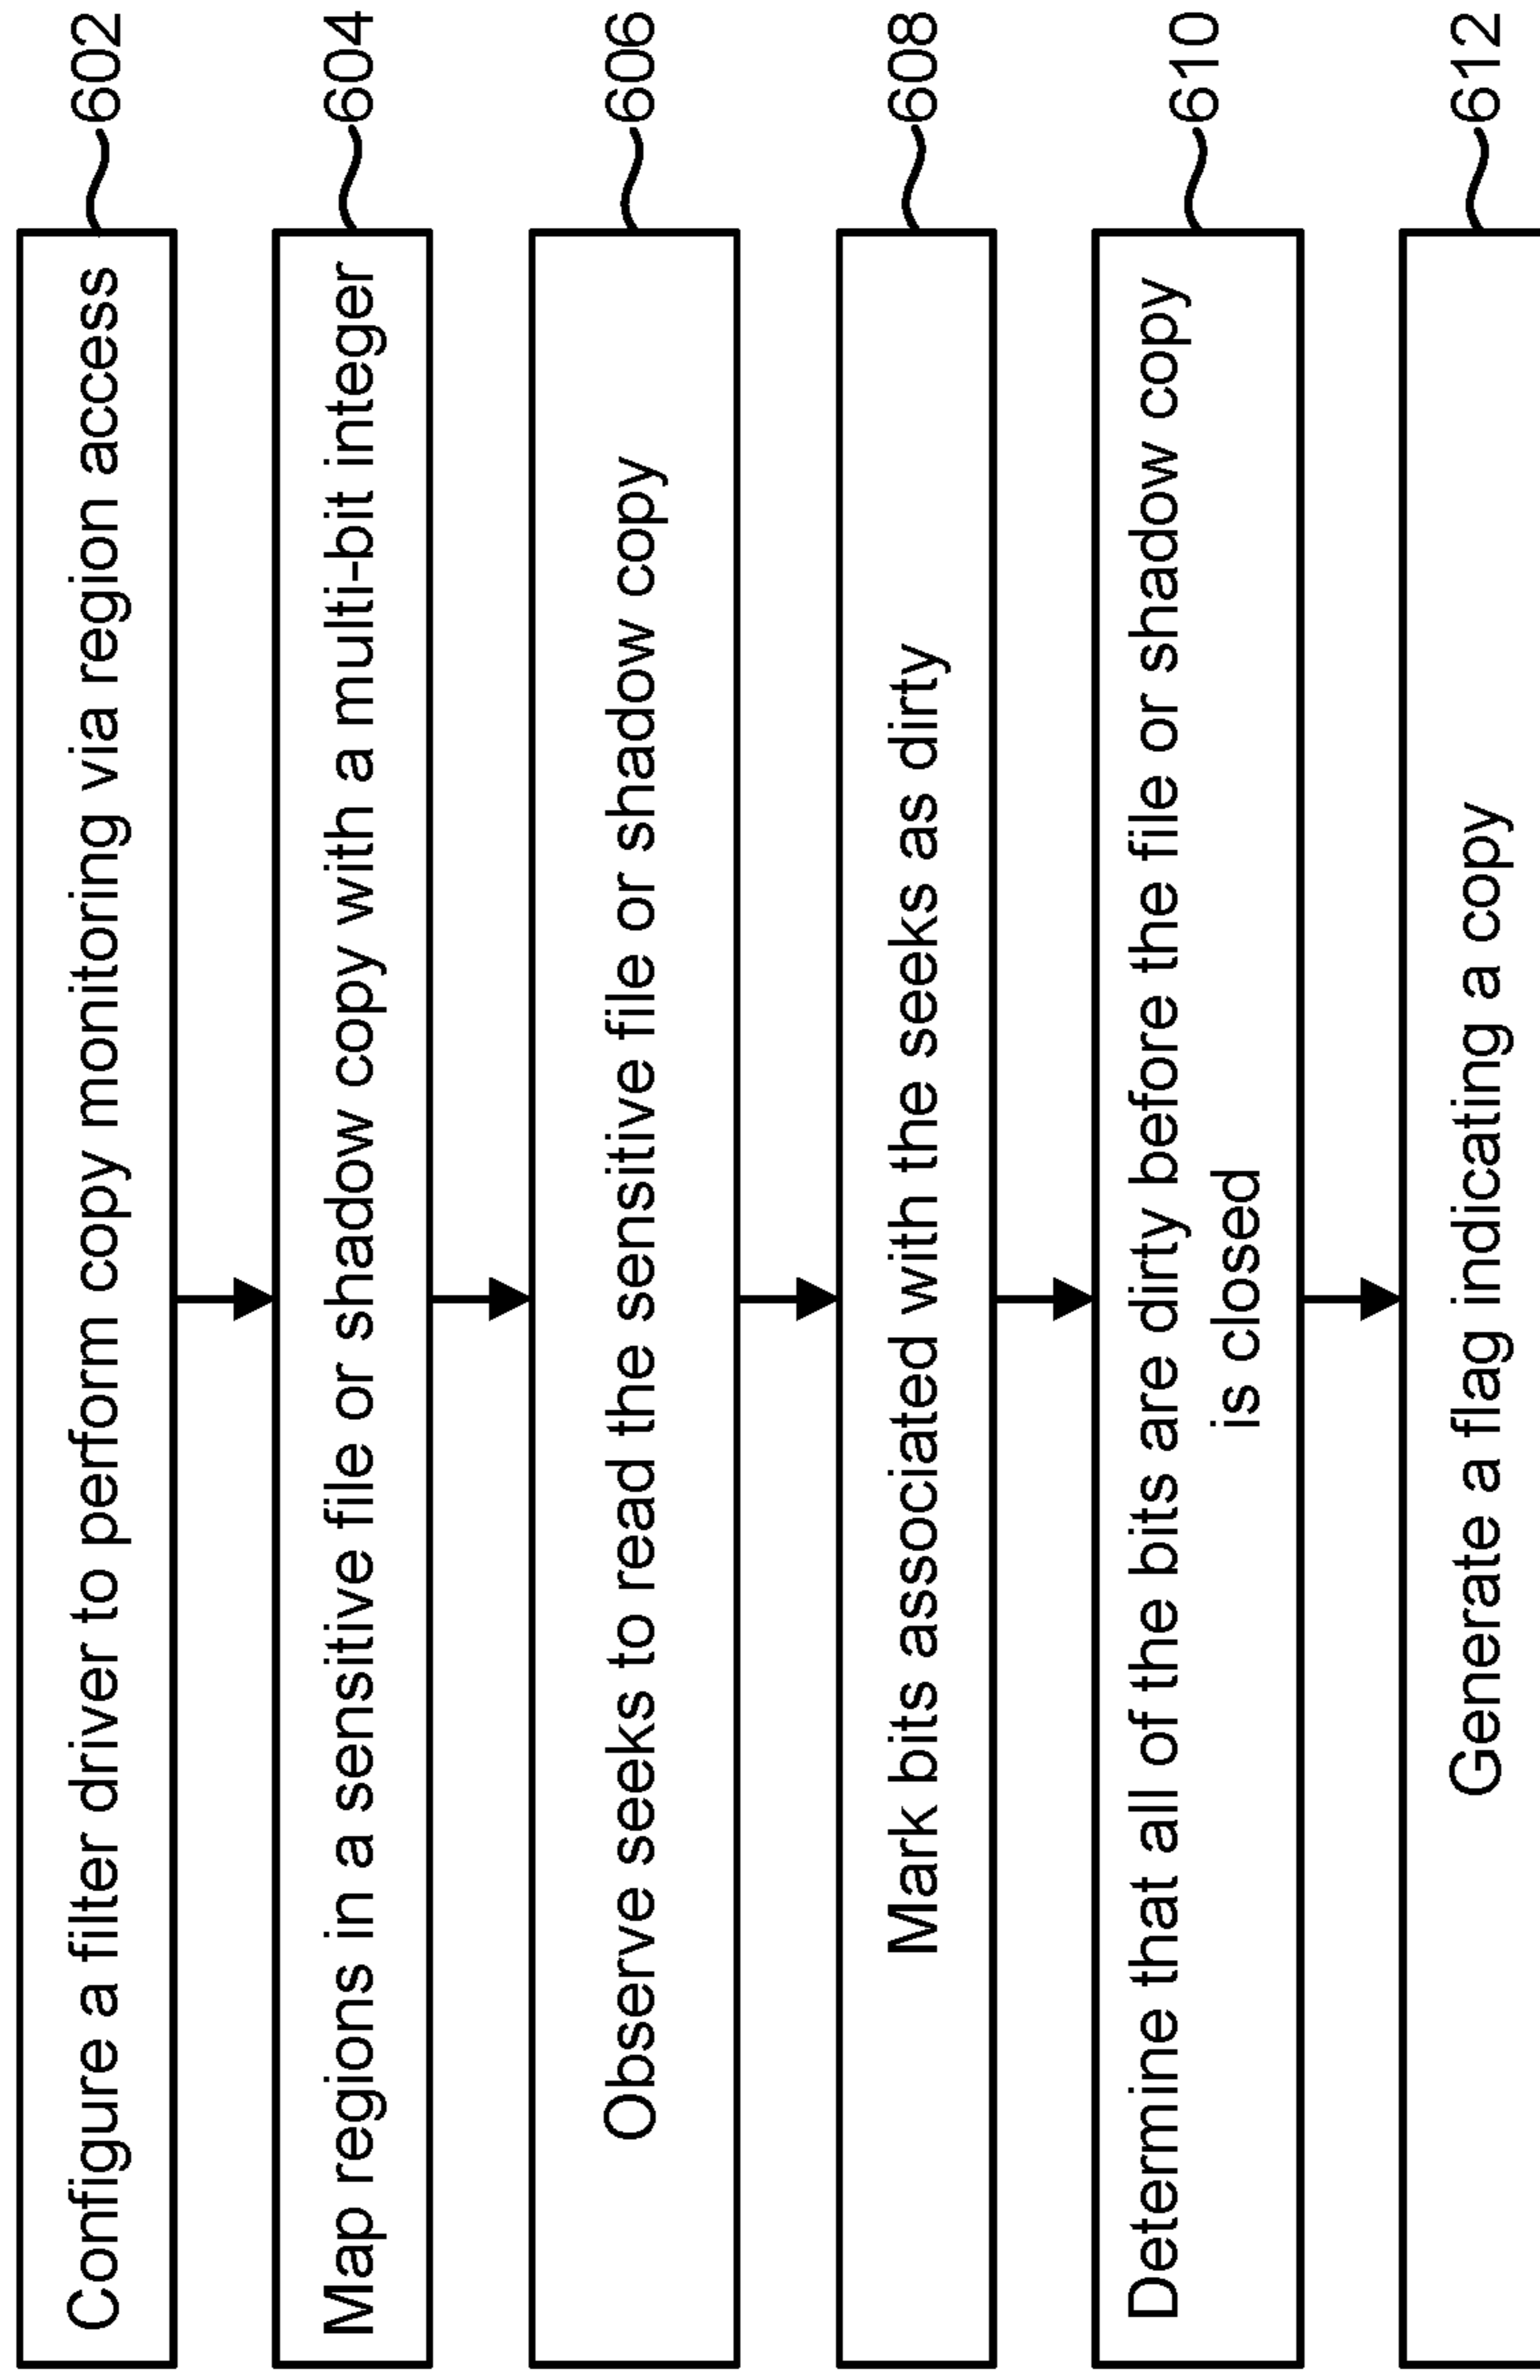 Configure a filter driver to perform copy monitoring via region access
602
Map regions in a sensitive file or shadow copy with a multi-bit integer
604
Observe seeks to read the sensitive file or shadow copy
606
Mark bits associated with the seeks as dirty
608
Determine that all of the bits are dirty before the file or shadow copy
is closed
610
Generate a flag indicating a copy
612